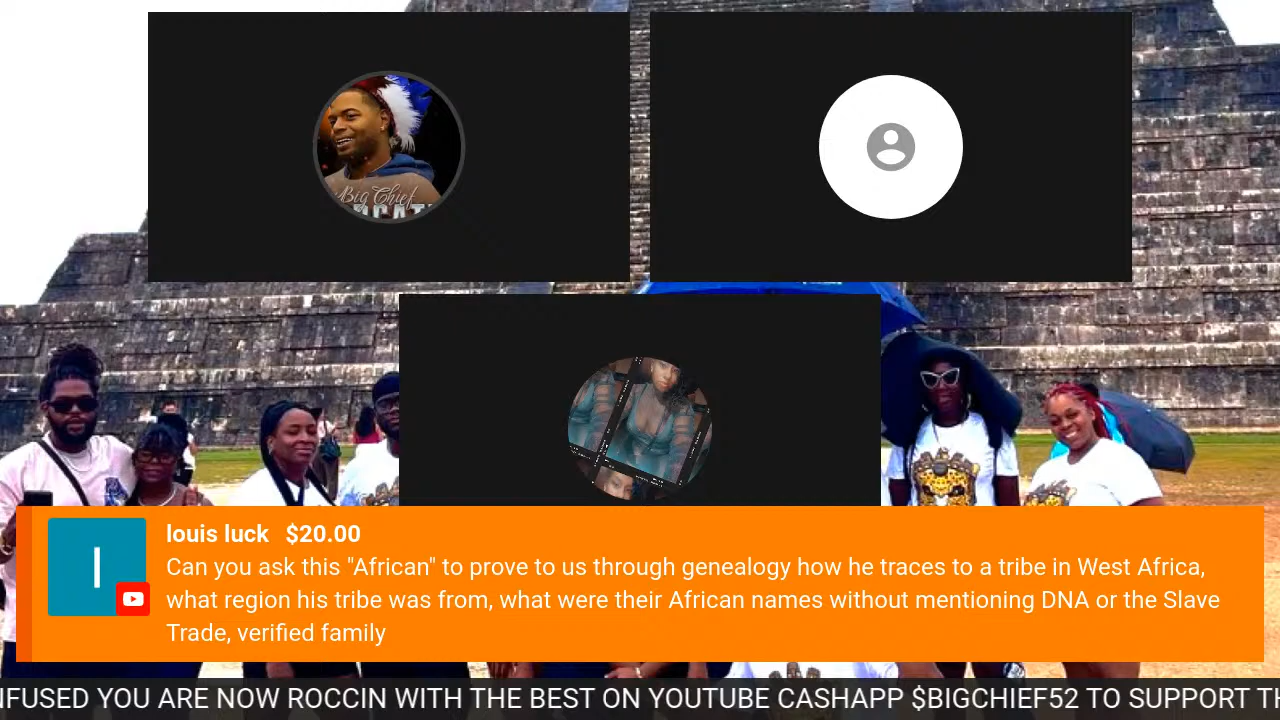 Big Chief
louis luck $20.00
l
Can you ask this "African" to prove to us through genealogy how he traces to a tribe in West Africa,
what region his tribe was from, what were their African names without mentioning DNA or the Slave
Trade, verified family
NFUSED YOU ARE NOW ROCCIN WITH THE BEST ON YOUTUBE CASHAPP $BIGCHIEF52 TO SUPPORT TH